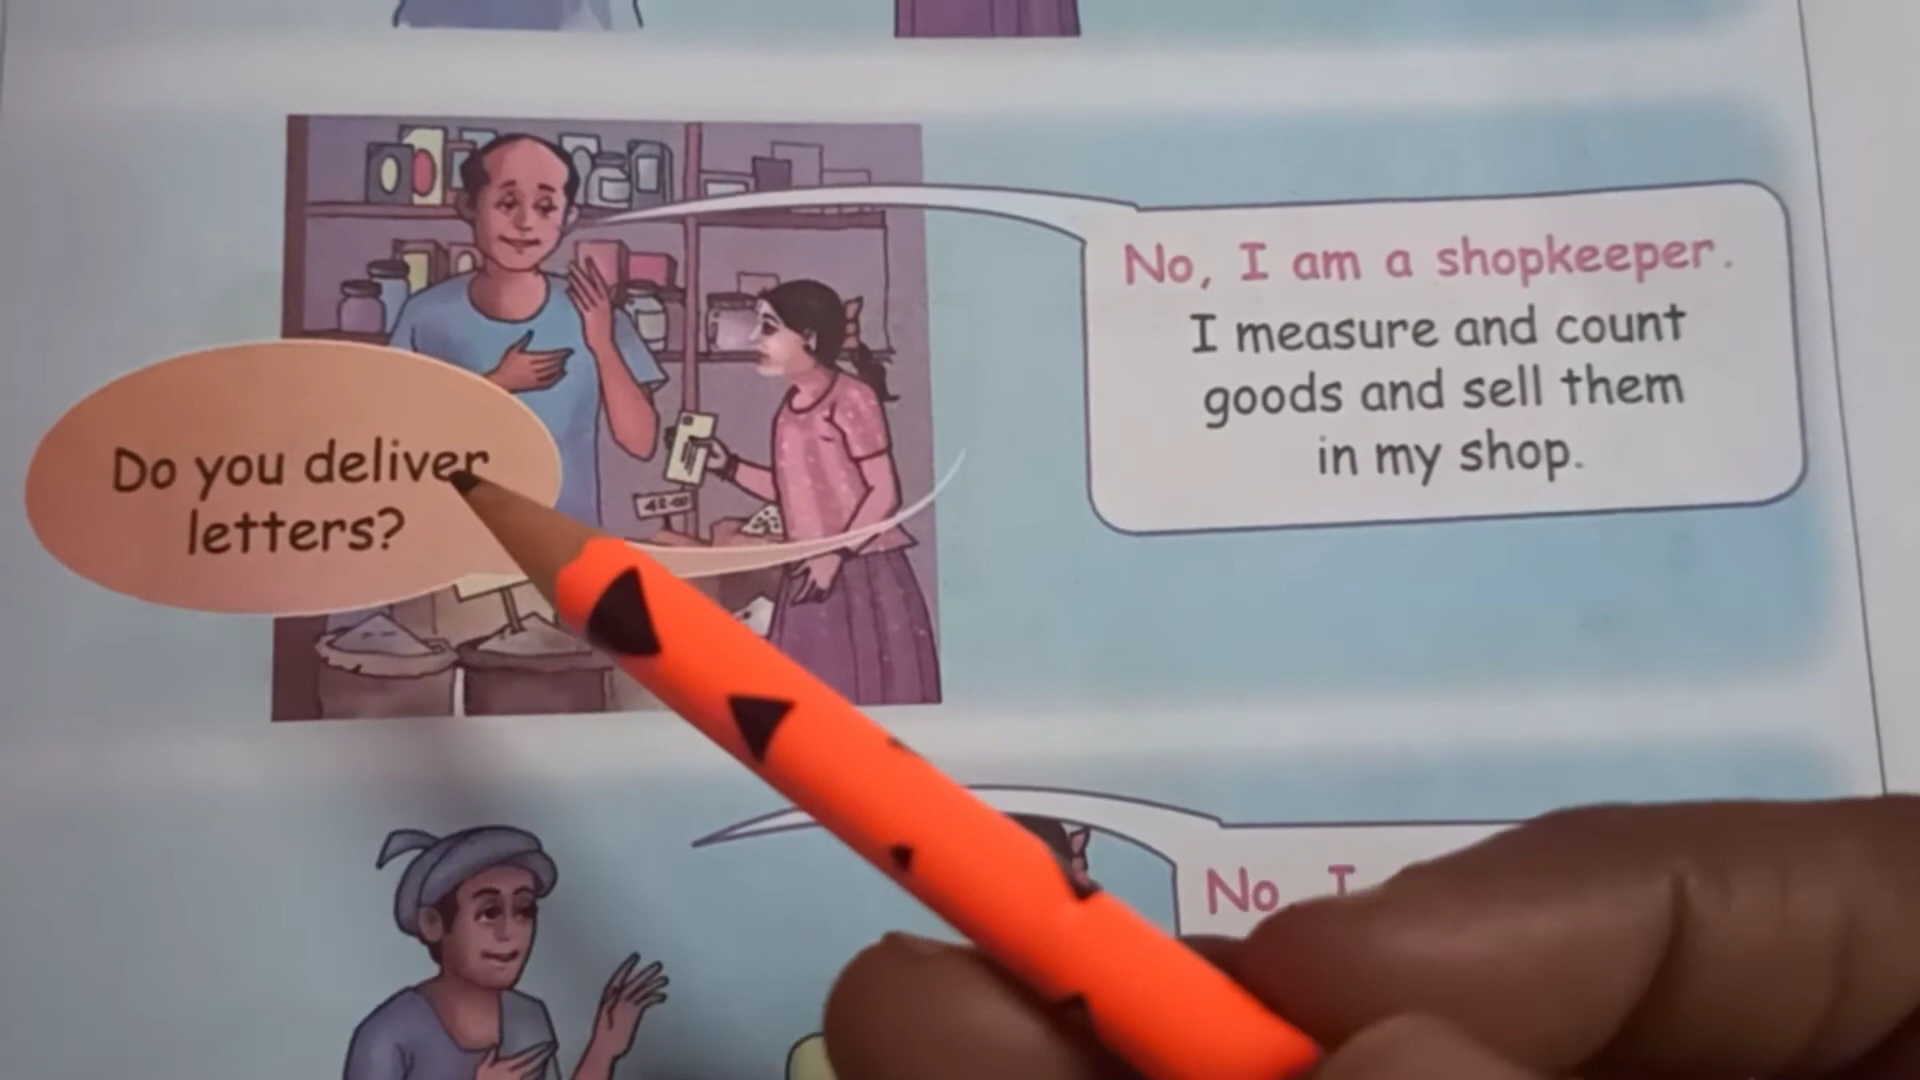 Do you deliver
letters?
No, I am a shopkeeper.
I measure and count
goods and sell them
in my shop.
No, I